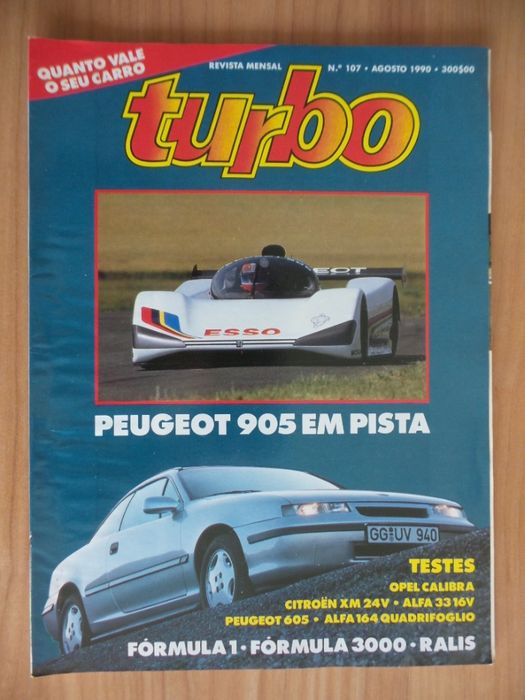 QUANTO VALE
O SEU CARRO
REVISTA MENSAL
N.º 107 • AGOSTO 1990 • 300$00
turbo
ESSO
PEUGEOT 905 EM PISTA
GG UV 940
TESTES
OPEL CALIBRA
CITROËN XM 24V • ALFA 33 16V
PEUGEOT 605 • ALFA 164 QUADRIFOGLIO
FÓRMULA 1 • FÓRMULA 3000 • RALIS